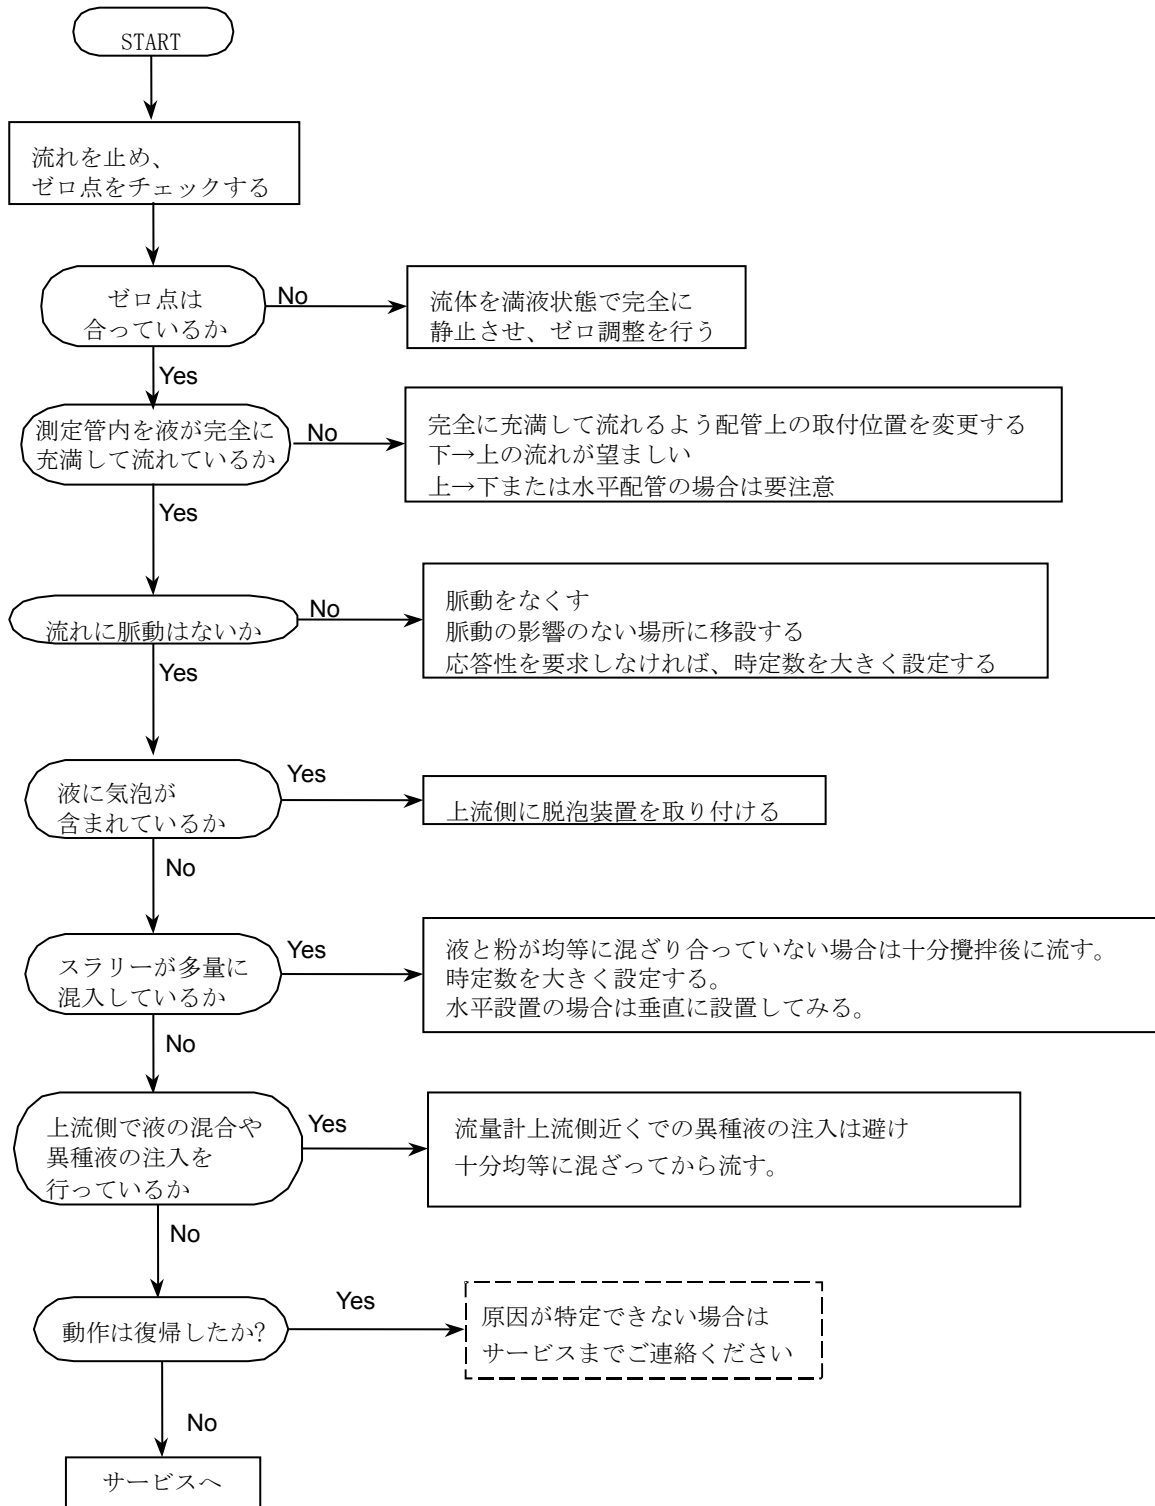 START
流れを止め、
ゼロ点をチェックする
ゼロ点は
合っているか
No
流体を満液状態で完全に
静止させ、ゼロ調整を行う
Yes
測定管内を液が完全に
充満して流れているか
No
完全に充満して流れるよう配管上の取付位置を変更する
下→上の流れが望ましい
上→下または水平配管の場合は要注意
Yes
流れに脈動はないか
No
脈動をなくす
脈動の影響のない場所に移設する
応答性を要求しなければ、時定数を大きく設定する
Yes
液に気泡が
含まれているか
Yes
上流側に脱泡装置を取り付ける
No
スラリーが多量に
混入しているか
Yes
液と粉が均等に混ざり合っていない場合は十分攪拌後に流す。
時定数を大きく設定する。
水平設置の場合は垂直に設置してみる。
No
上流側で液の混合や
異種液の注入を
行っているか
Yes
流量計上流側近くでの異種液の注入は避け
十分均等に混ざってから流す。
No
動作は復帰したか?
Yes
原因が特定できない場合は
サービスまでご連絡ください
No
サービスへ